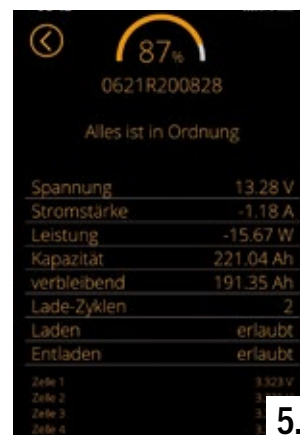 87%
0621R200828
Alles ist in Ordnung
Spannung 13.28 V
Stromstärke -1.18 A
Leistung -15.67 W
Kapazität 221.04 Ah
verbleibend 191.35 Ah
Lade-Zyklen 2
Laden erlaubt
Entladen erlaubt
Zelle 1 3.323 V
Zelle 2
Zelle 3
Zelle 4
5.